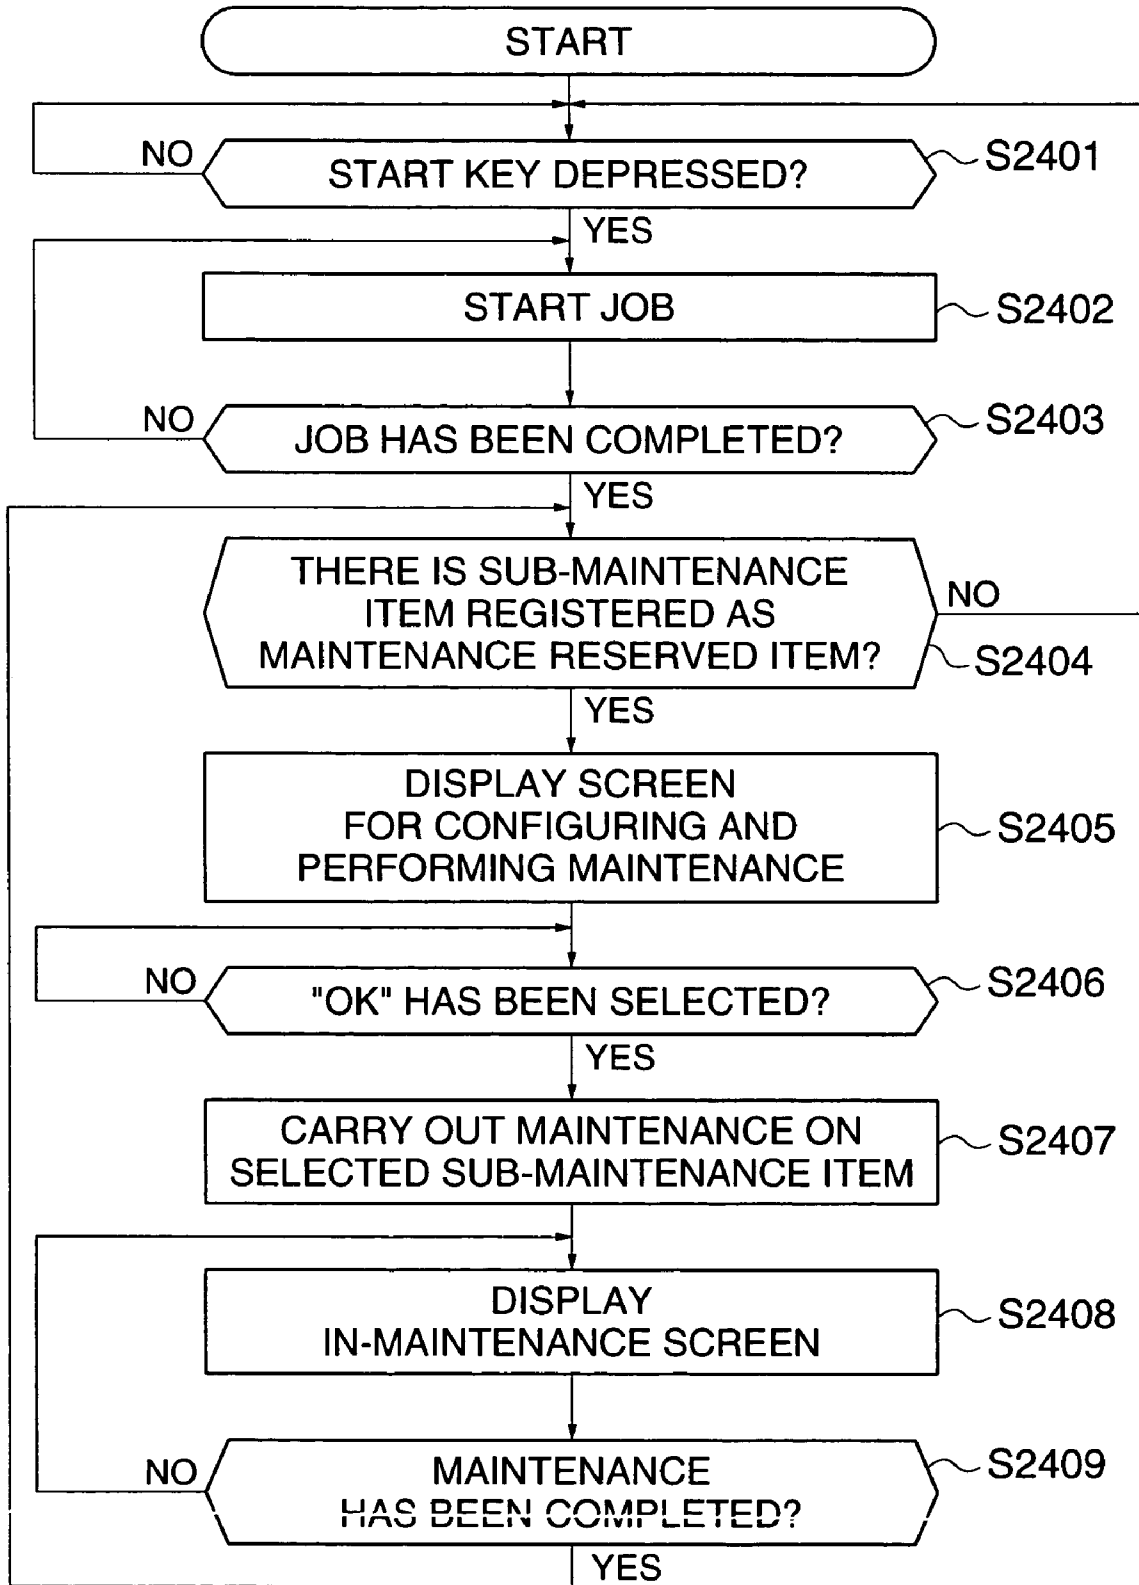 START
NO
START KEY DEPRESSED?
S2401
YES
START JOB
S2402
NO
JOB HAS BEEN COMPLETED?
S2403
YES
THERE IS SUB-MAINTENANCE
ITEM REGISTERED AS
MAINTENANCE RESERVED ITEM?
NO
S2404
YES
DISPLAY SCREEN
FOR CONFIGURING AND
PERFORMING MAINTENANCE
S2405
NO
"OK" HAS BEEN SELECTED?
S2406
YES
CARRY OUT MAINTENANCE ON
SELECTED SUB-MAINTENANCE ITEM
S2407
DISPLAY
IN-MAINTENANCE SCREEN
S2408
NO
MAINTENANCE
HAS BEEN COMPLETED?
S2409
YES